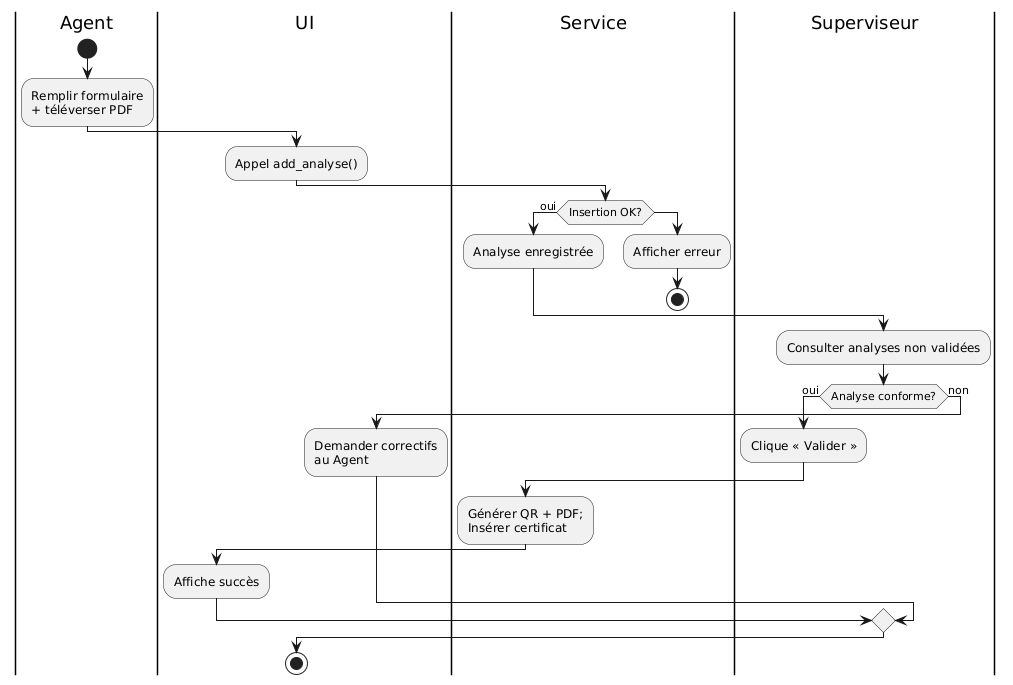 Agent
UI
Service
Superviseur
Remplir formulaire
+ téléverser PDF
Appel add_analyse()
oui
Insertion OK?
Analyse enregistrée
Afficher erreur
Consulter analyses non validées
oui
Analyse conforme?
non
Demander correctifs
au Agent
Clique « Valider »
Générer QR + PDF;
Insérer certificat
Affiche succès